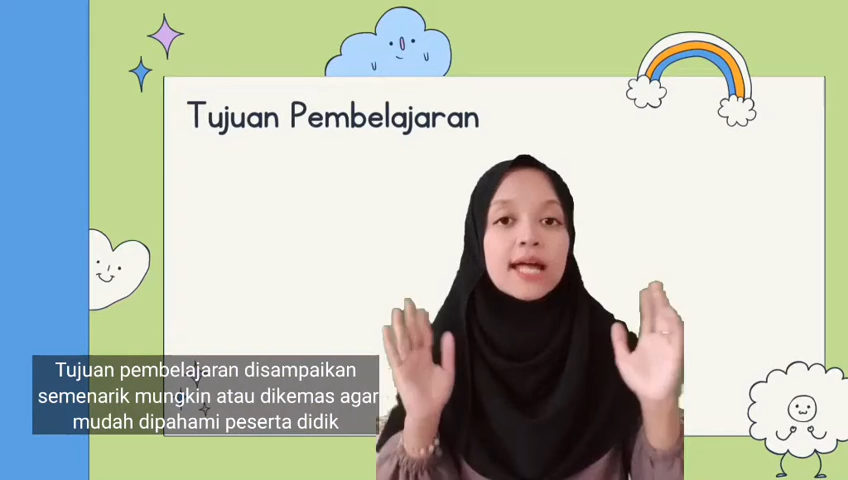 Tujuan Pembelajaran
Tujuan pembelajaran disampaikan
semenarik mungkin atau dikemas agar
mudah dipahami peserta didik